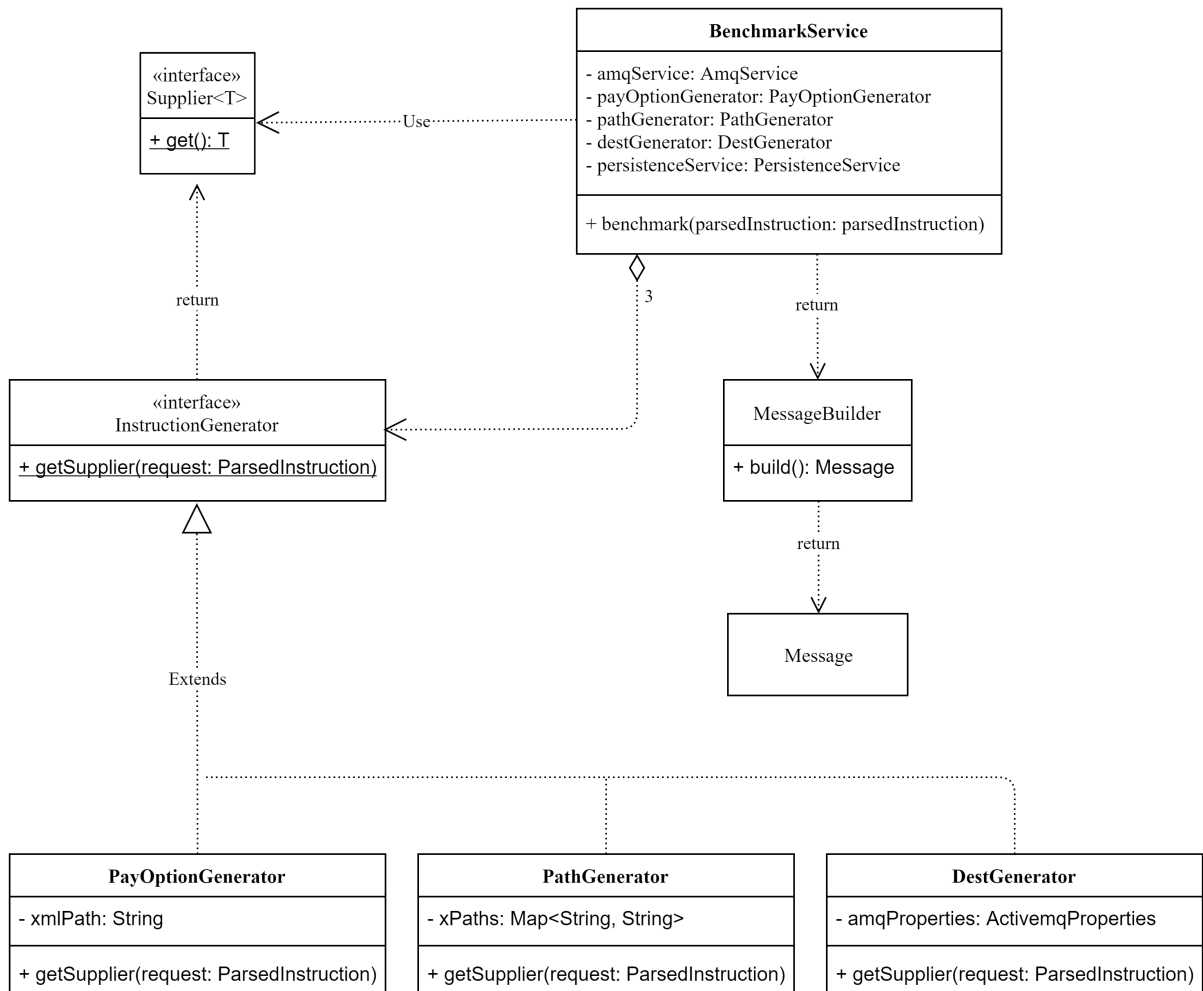 BenchmarkService
- amqService: AmqService
- payOptionGenerator: PayOptionGenerator
- pathGenerator: PathGenerator
- destGenerator: DestGenerator
- persistenceService: PersistenceService
+ benchmark(parsedInstruction: parsedInstruction)
«interface»
Supplier<T>
+ get(): T
Use
return
3
return
«interface»
InstructionGenerator
+ getSupplier(request: ParsedInstruction)
MessageBuilder
+ build(): Message
return
Message
Extends
PayOptionGenerator
- xmlPath: String
+ getSupplier(request: ParsedInstruction)
PathGenerator
- xPaths: Map<String, String>
+ getSupplier(request: ParsedInstruction)
DestGenerator
- amqProperties: ActivemqProperties
+ getSupplier(request: ParsedInstruction)